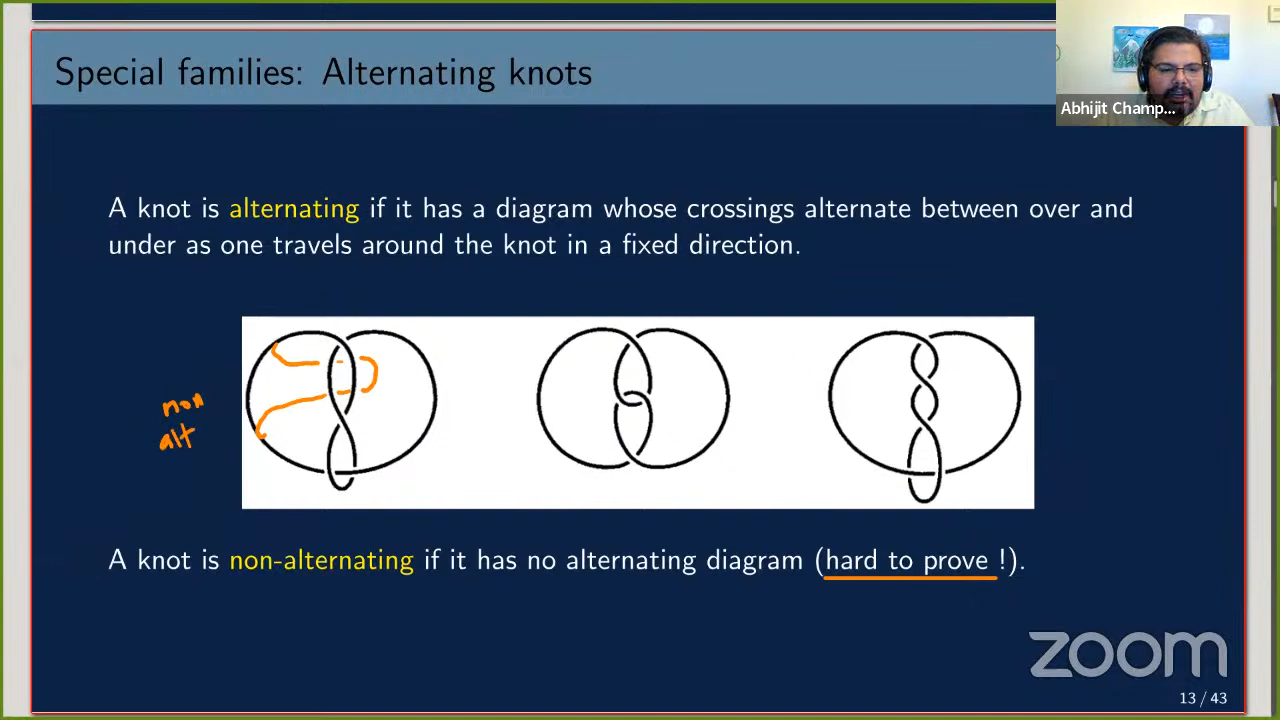 Special families: Alternating knots
Abhijit Champ...
A knot is alternating if it has a diagram whose crossings alternate between over and
under as one travels around the knot in a fixed direction.
non
alt
A knot is non-alternating if it has no alternating diagram (hard to prove !).
zoom
13 / 43